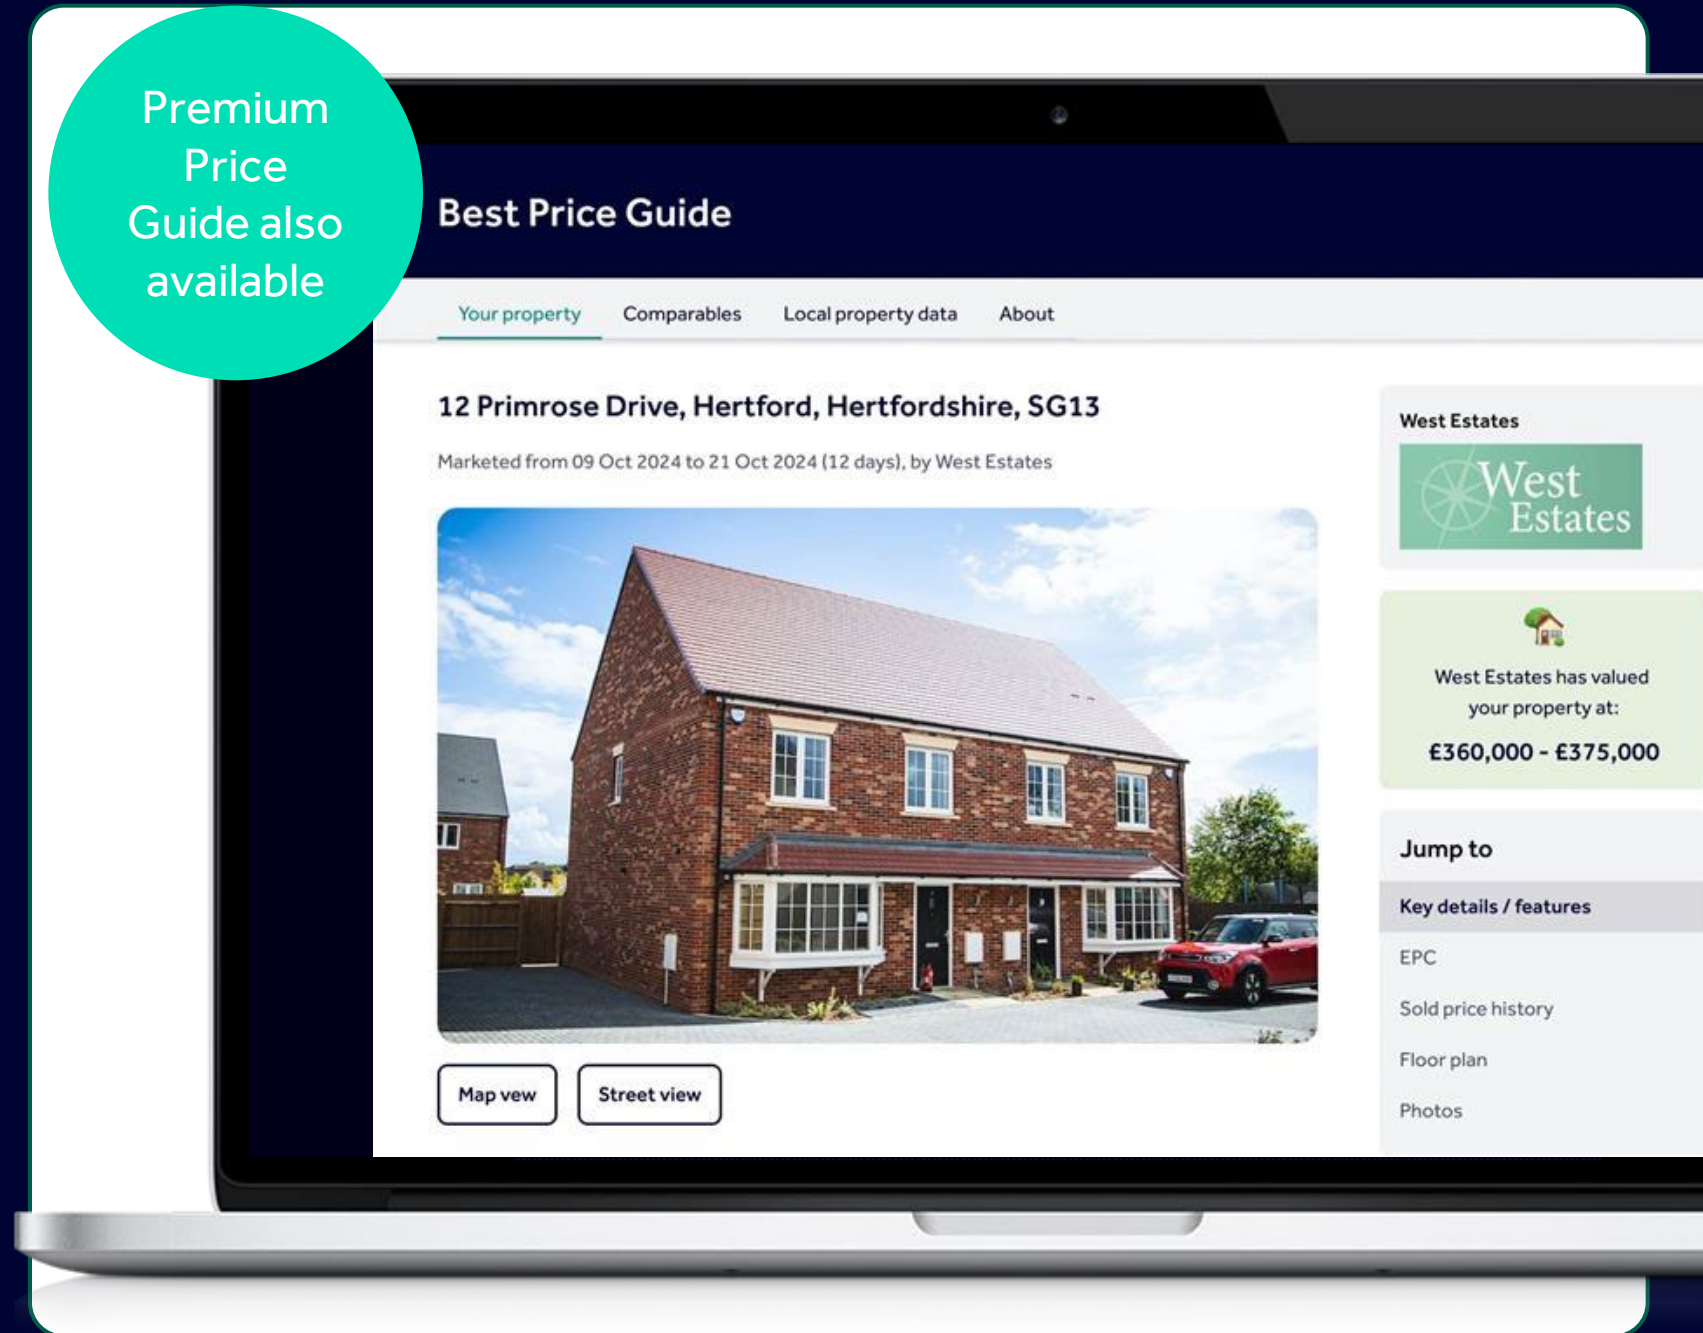 Premium
Price
Guide also
available
Best Price Guide
Your property Comparables Local property data About
12 Primrose Drive, Hertford, Hertfordshire, SG13
Marketed from 09 Oct 2024 to 21 Oct 2024 (12 days), by West Estates
Map vew Street view
West Estates
West
Estates
West Estates has valued
your property at:
£360,000 - £375,000
Jump to
Key details / features
EPC
Sold price history
Floor plan
Photos